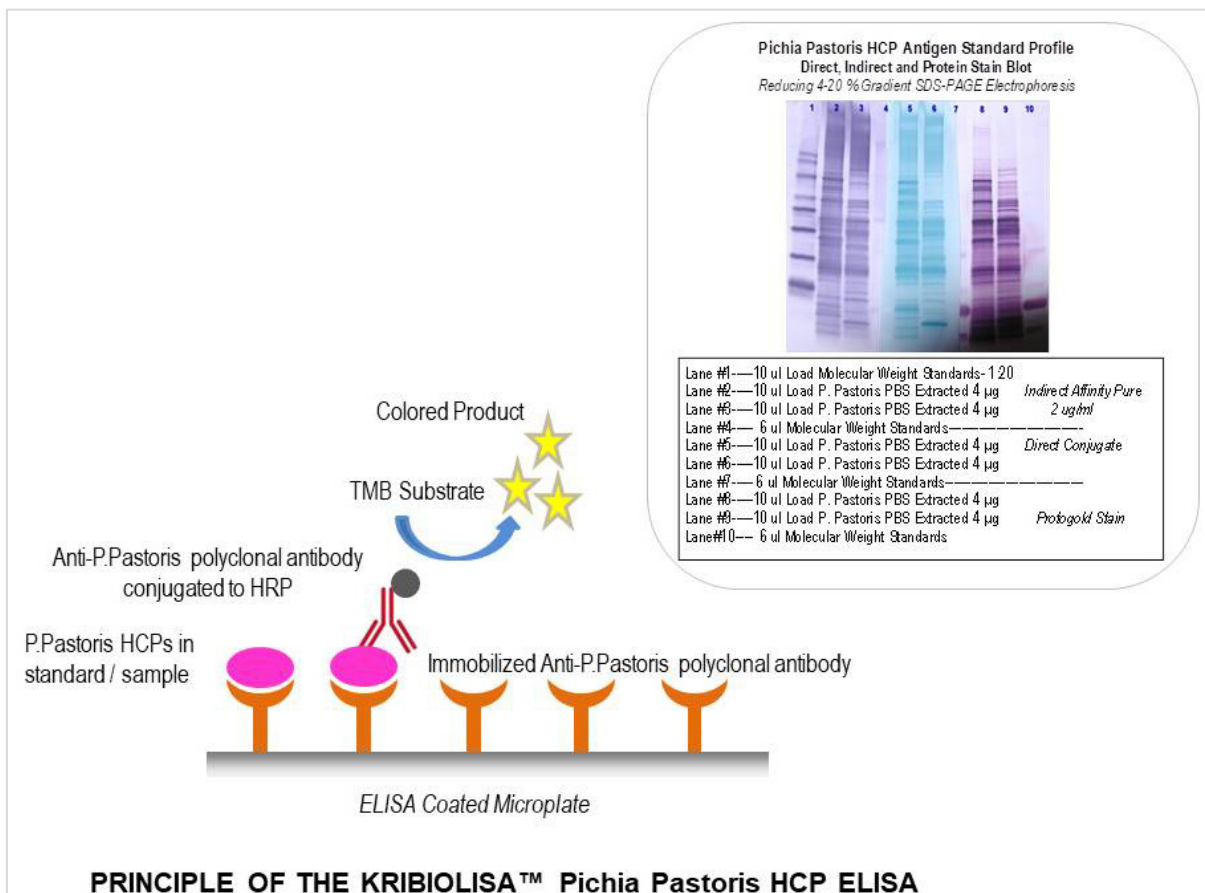 Pichia Pastoris HCP Antigen Standard Profile
Direct, Indirect and Protein Stain Blot
Reducing 4-20 % Gradient SDS-PAGE Electrophoresis
1 2 3 4 5 6 7 8 9 10
Lane #1-----10 ul Load Molecular Weight Standards- 1:20
Lane #2-----10 ul Load P. Pastoris PBS Extracted 4 µg Indirect Affinity Pure
Lane #3-----10 ul Load P. Pastoris PBS Extracted 4 µg 2 ug/ml
Lane #4----- 6 ul Molecular Weight Standards------------------------------
Lane #5-----10 ul Load P. Pastoris PBS Extracted 4 µg Direct Conjugate
Lane #6-----10 ul Load P. Pastoris PBS Extracted 4 µg
Lane #7----- 6 ul Molecular Weight Standards------------------------------
Lane #8-----10 ul Load P. Pastoris PBS Extracted 4 µg
Lane #9-----10 ul Load P. Pastoris PBS Extracted 4 µg Protogold Stain
Lane#10---- 6 ul Molecular Weight Standards
Colored Product
TMB Substrate
Anti-P.Pastoris polyclonal antibody
conjugated to HRP
P.Pastoris HCPs in
standard / sample
Immobilized Anti-P.Pastoris polyclonal antibody
ELISA Coated Microplate
PRINCIPLE OF THE KRIBIOLISA™ Pichia Pastoris HCP ELISA